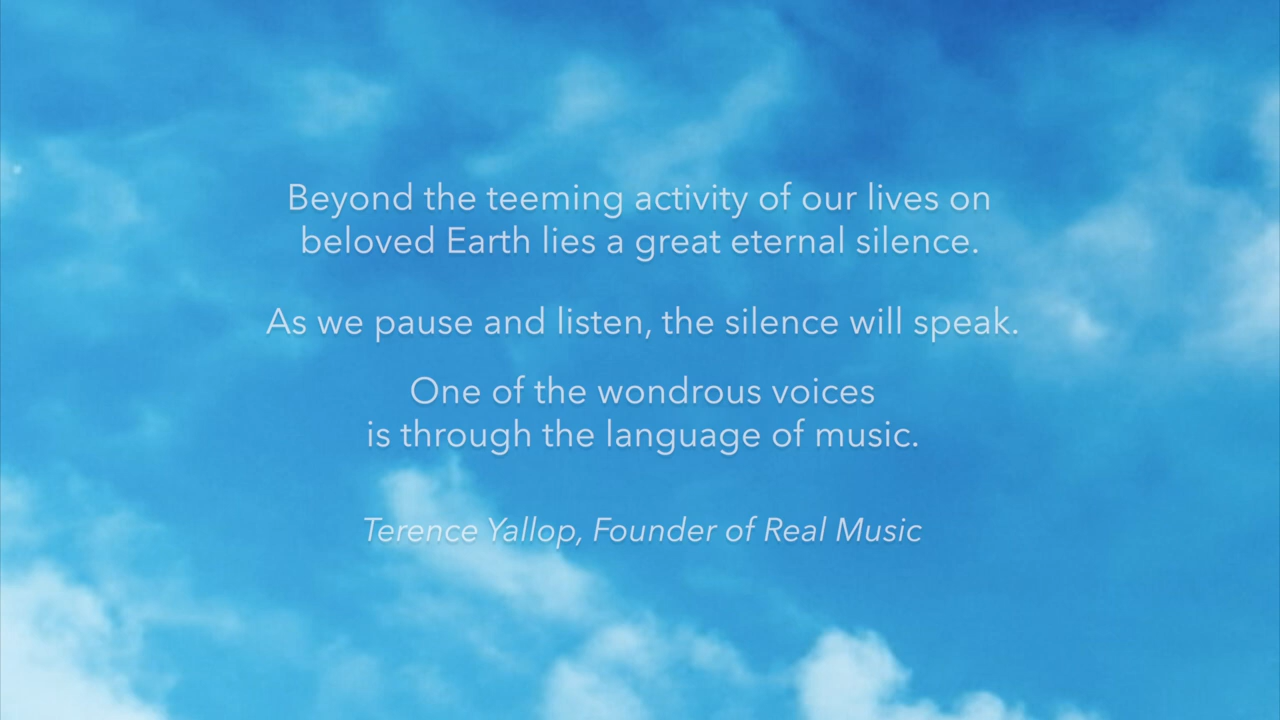 Beyond the teeming activity of our lives on
beloved Earth lies a great eternal silence.
As we pause and listen, the silence will speak.
One of the wondrous voices
is through the language of music.
Terence Yallop, Founder of Real Music